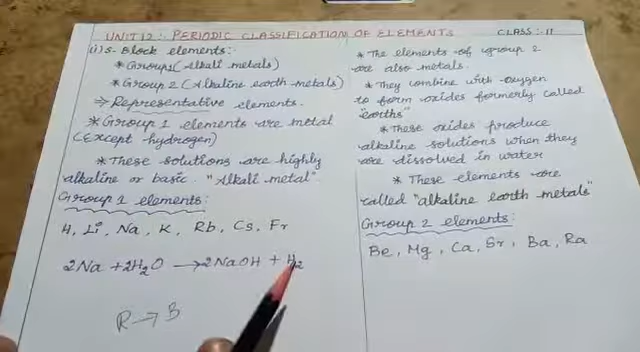 UNIT12: PERIODIC CLASSIFICATION OF ELEMENTS CLASS: 11
(i) S-Block elements:-
* Group1(Alkali metals)
* Group 2 (Alkaline earth-metals)
⇒ Representative elements.
* Group 1 elements are metal
(Except hydrogen)
* These solutions are highly
alkaline or basic. "Alkali metal".
Group 1 elements:
H, Li, Na, K, Rb, Cs, Fr
2Na + 2H2O → 2NaOH + H2
R → B
* The elements of group 2
are also metals.
* They combine with oxygen
to form oxides formerly called
"earths"
* These oxides produce
alkaline solutions when they
are dissolved in water
* These elements are
called "alkaline earth metals"
Group 2 elements:
Be, Mg, Ca, Sr, Ba, Ra